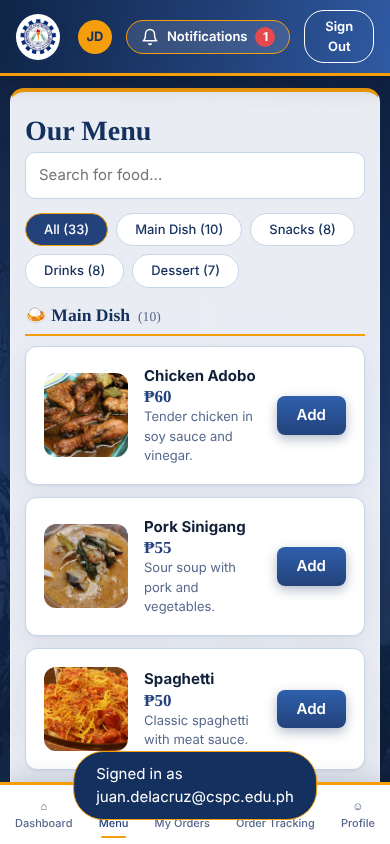 JD
Notifications 1
Sign
Out
Our Menu
Search for food...
All (33)
Main Dish (10)
Snacks (8)
Drinks (8)
Dessert (7)
Main Dish (10)
Chicken Adobo
₱60
Tender chicken in
soy sauce and
vinegar.
Add
Pork Sinigang
₱55
Sour soup with
pork and
vegetables.
Add
Spaghetti
₱50
Classic spaghetti
with meat sauce.
Add
Signed in as
juan.delacruz@cspc.edu.ph
Dashboard
Menu
My Orders
Order Tracking
Profile